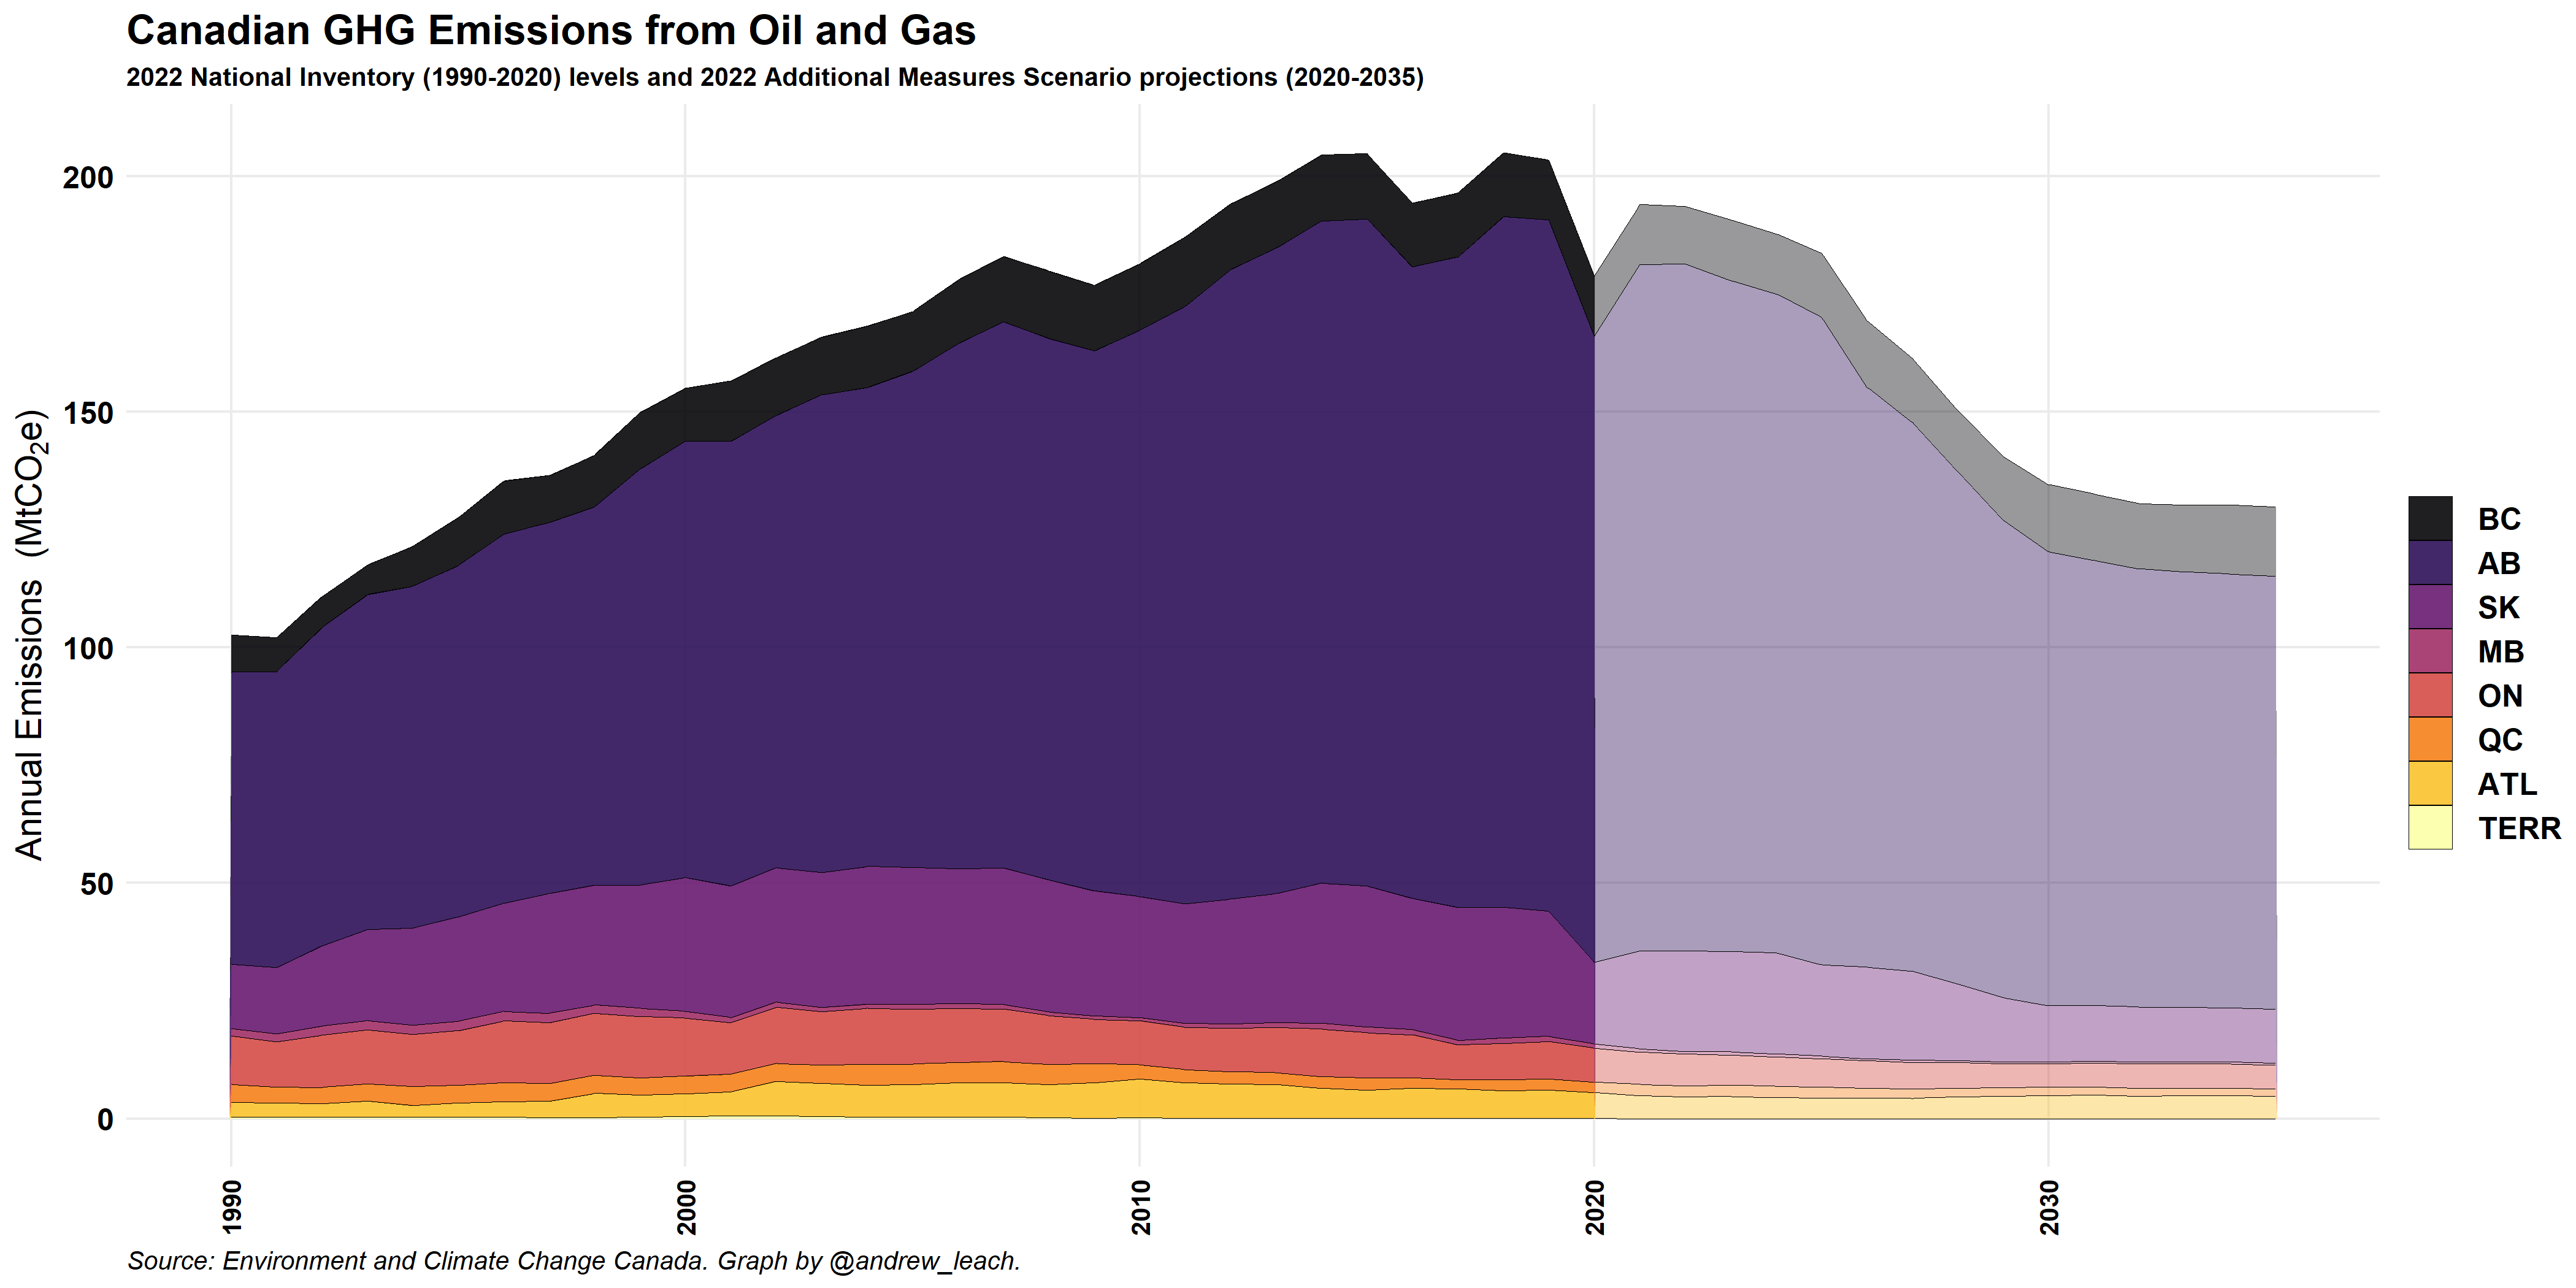 Canadian GHG Emissions from Oil and Gas
2022 National Inventory (1990-2020) levels and 2022 Additional Measures Scenario projections (2020-2035)
Annual Emissions (MtCO₂e)
200
150
100
50
0
1990
2000
2010
2020
2030
BC
AB
SK
MB
ON
QC
ATL
TERR
Source: Environment and Climate Change Canada. Graph by @andrew_leach.